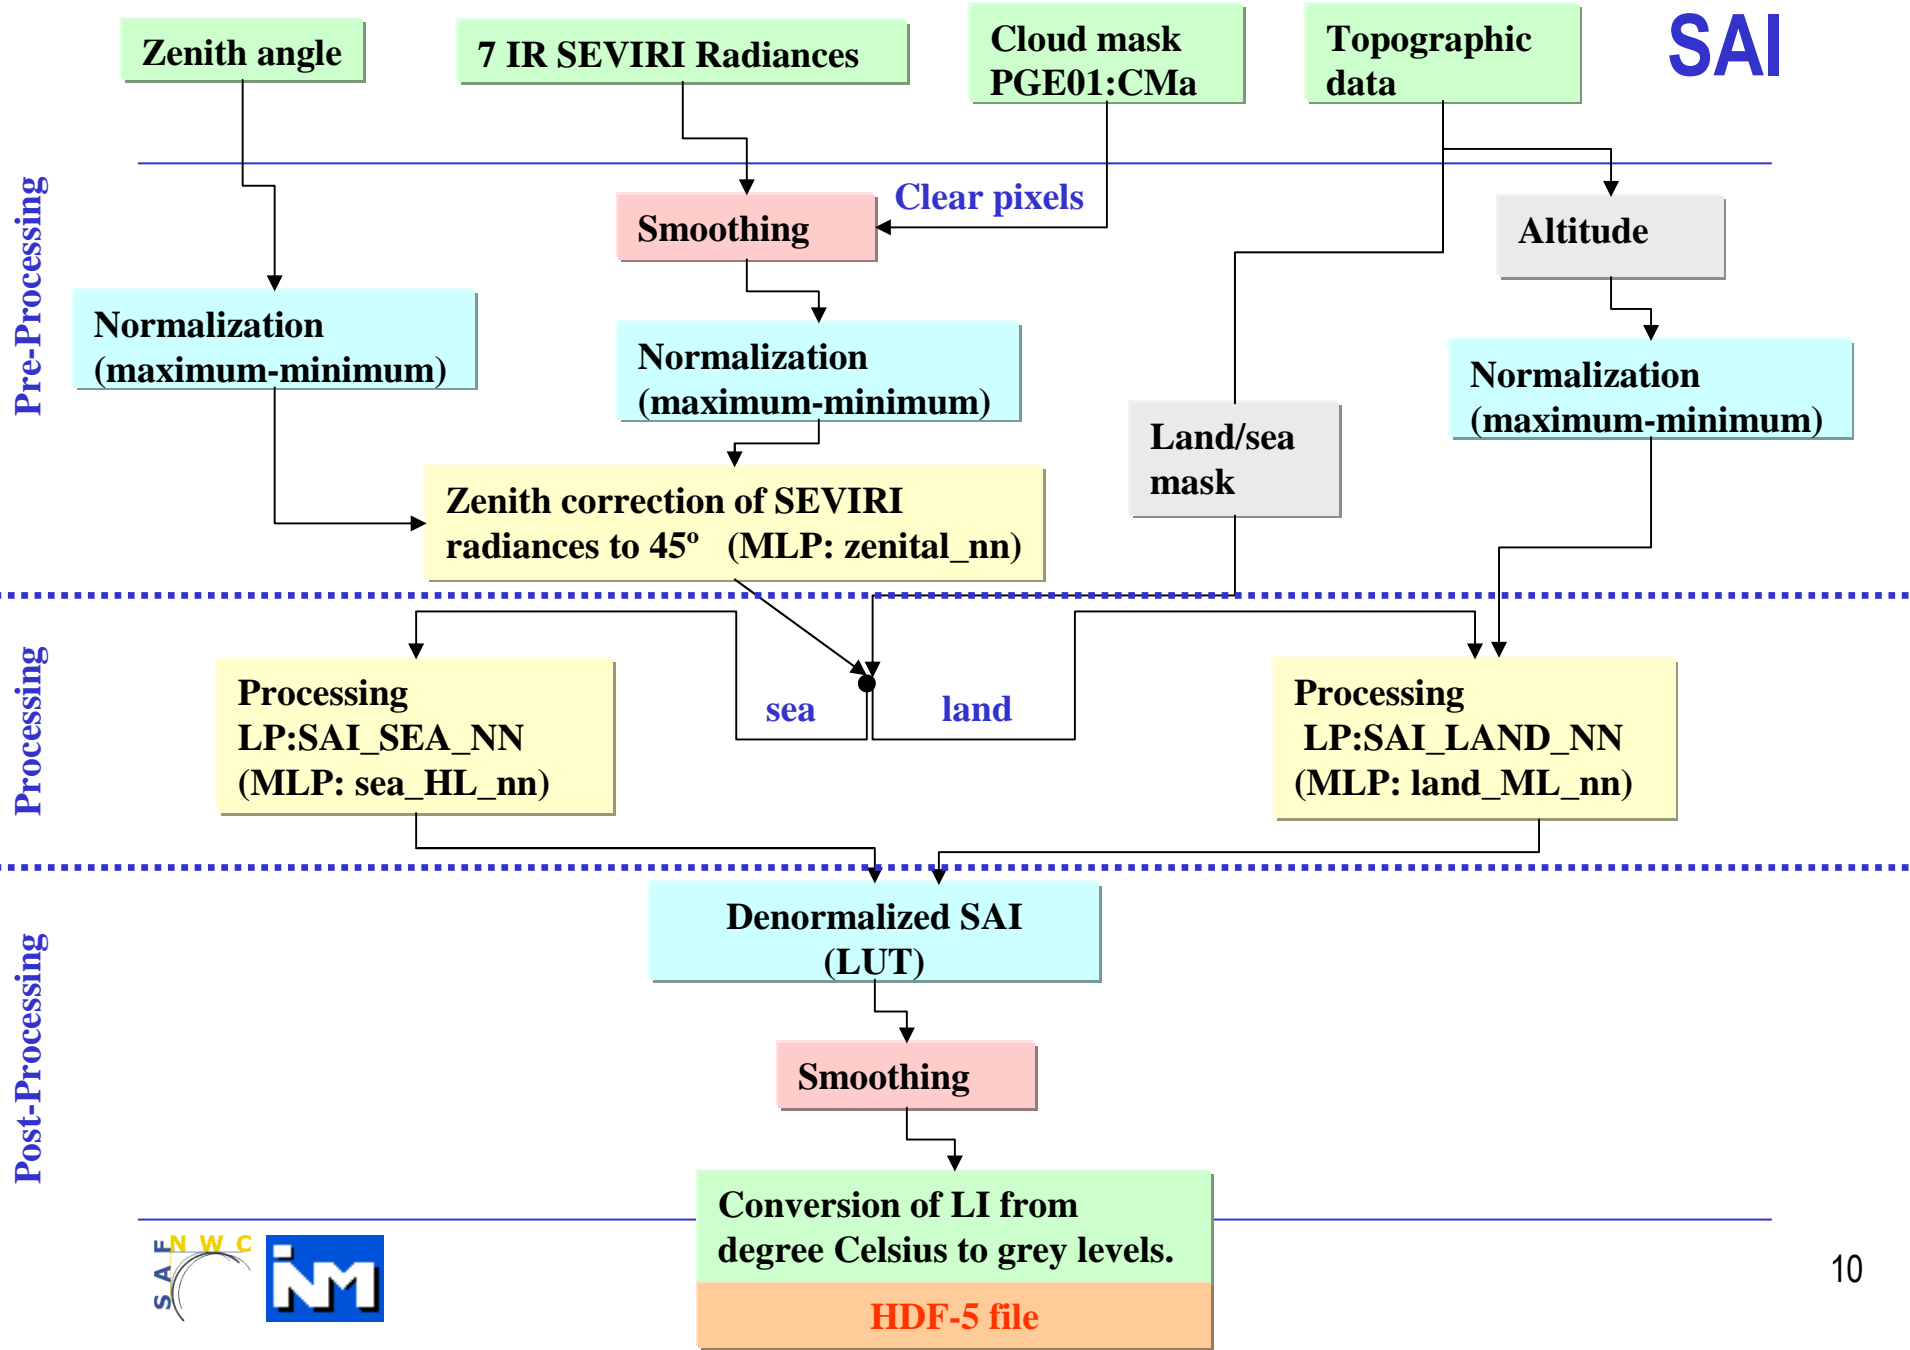 SAI
Zenith angle
7 IR SEVIRI Radiances
Cloud mask
PGE01:CMa
Topographic
data
Pre-Processing
Clear pixels
Smoothing
Altitude
Normalization
(maximum-minimum)
Normalization
(maximum-minimum)
Normalization
(maximum-minimum)
Land/sea
mask
Zenith correction of SEVIRI
radiances to 45º (MLP: zenital_nn)
Processing
Processing
LP:SAI_SEA_NN
(MLP: sea_HL_nn)
sea
land
Processing
LP:SAI_LAND_NN
(MLP: land_ML_nn)
Post-Processing
Denormalized SAI
(LUT)
Smoothing
Conversion of LI from
degree Celsius to grey levels.
HDF-5 file
SAF
NWC
INM
10